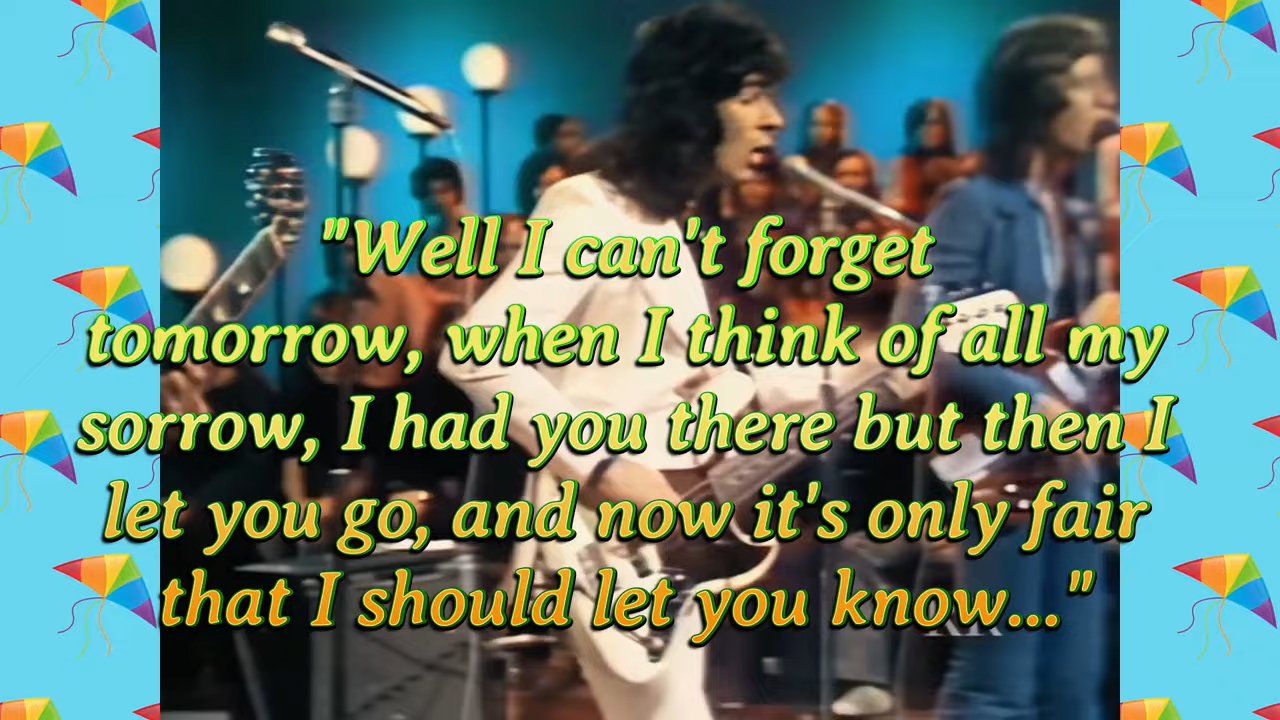 "Well I can't forget
tomorrow, when I think of all my
sorrow, I had you there but then I
let you go, and now it's only fair
that I should let you know..."